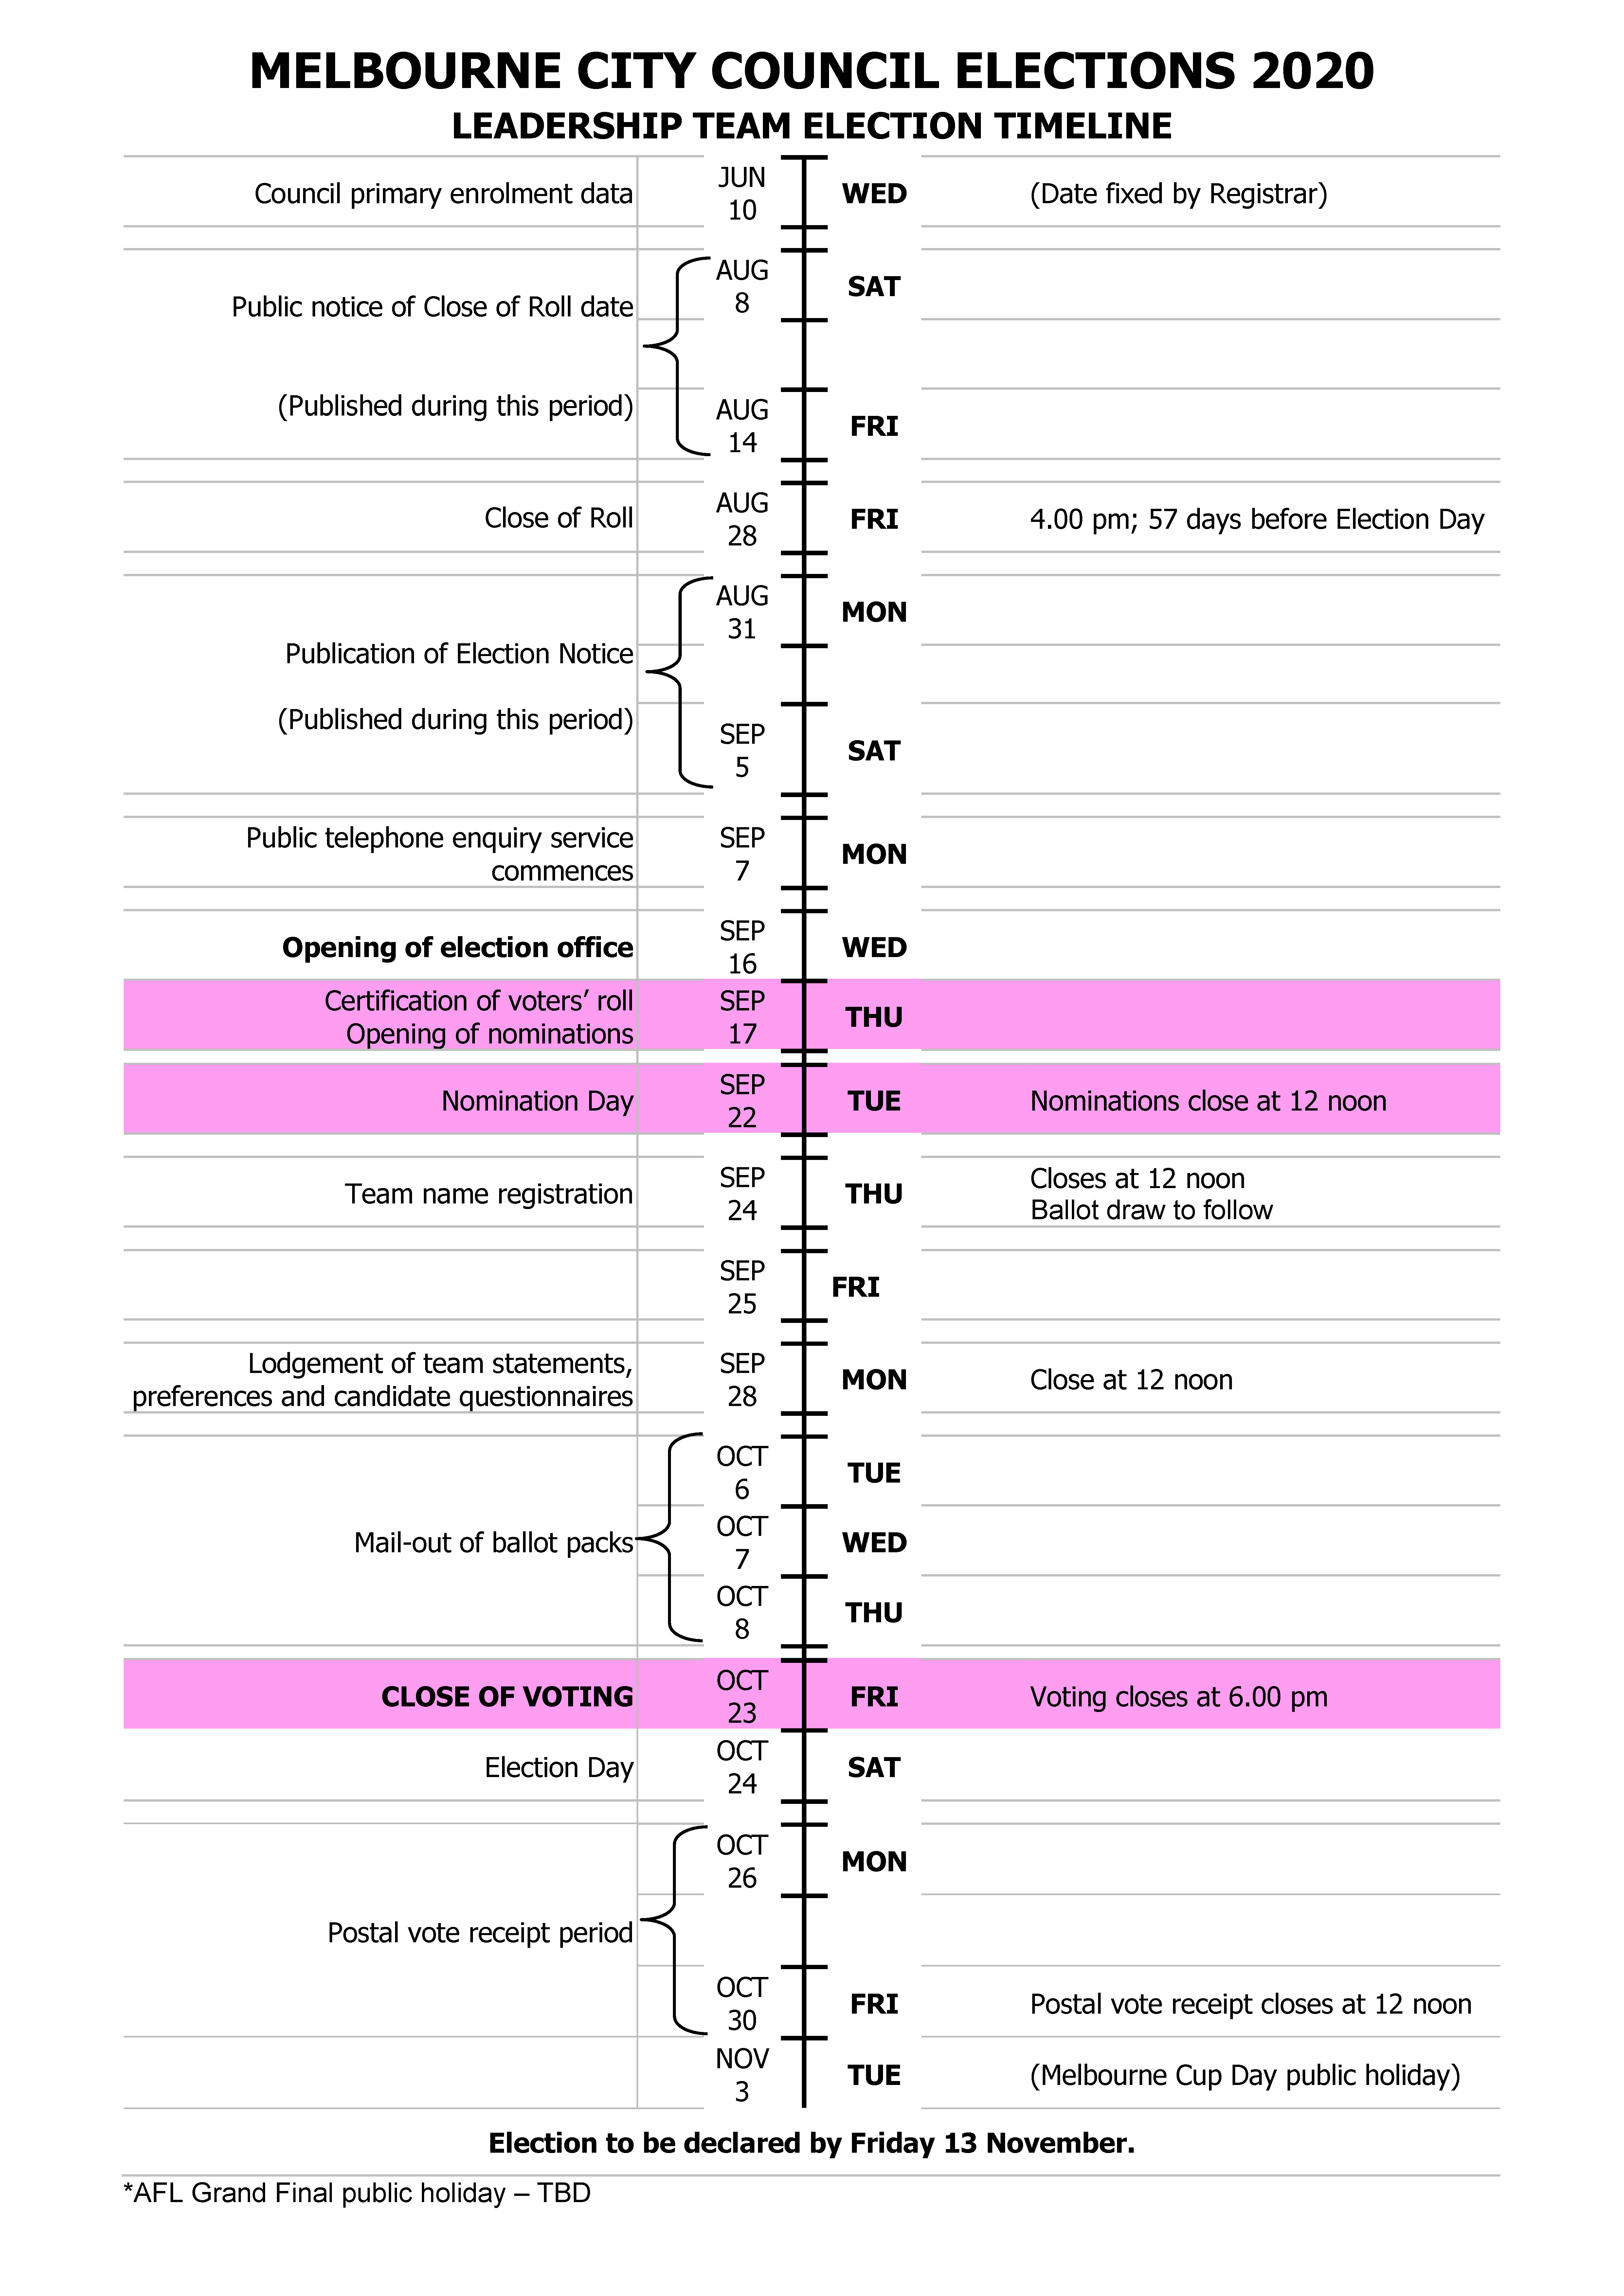 MELBOURNE CITY COUNCIL ELECTIONS 2020
LEADERSHIP TEAM ELECTION TIMELINE
Council primary enrolment data
JUN
10
WED
(Date fixed by Registrar)
Public notice of Close of Roll date
(Published during this period)
AUG
8
SAT
AUG
14
FRI
Close of Roll
AUG
28
FRI
4.00 pm; 57 days before Election Day
Publication of Election Notice
(Published during this period)
AUG
31
MON
SEP
5
SAT
Public telephone enquiry service
commences
SEP
7
MON
Opening of election office
SEP
16
WED
Certification of voters’ roll
Opening of nominations
SEP
17
THU
Nomination Day
SEP
22
TUE
Nominations close at 12 noon
Team name registration
SEP
24
THU
Closes at 12 noon
Ballot draw to follow
SEP
25
FRI
Lodgement of team statements,
preferences and candidate questionnaires
SEP
28
MON
Close at 12 noon
Mail-out of ballot packs
OCT
6
TUE
OCT
7
WED
OCT
8
THU
CLOSE OF VOTING
OCT
23
FRI
Voting closes at 6.00 pm
Election Day
OCT
24
SAT
Postal vote receipt period
OCT
26
MON
OCT
30
FRI
Postal vote receipt closes at 12 noon
NOV
3
TUE
(Melbourne Cup Day public holiday)
Election to be declared by Friday 13 November.
*AFL Grand Final public holiday – TBD